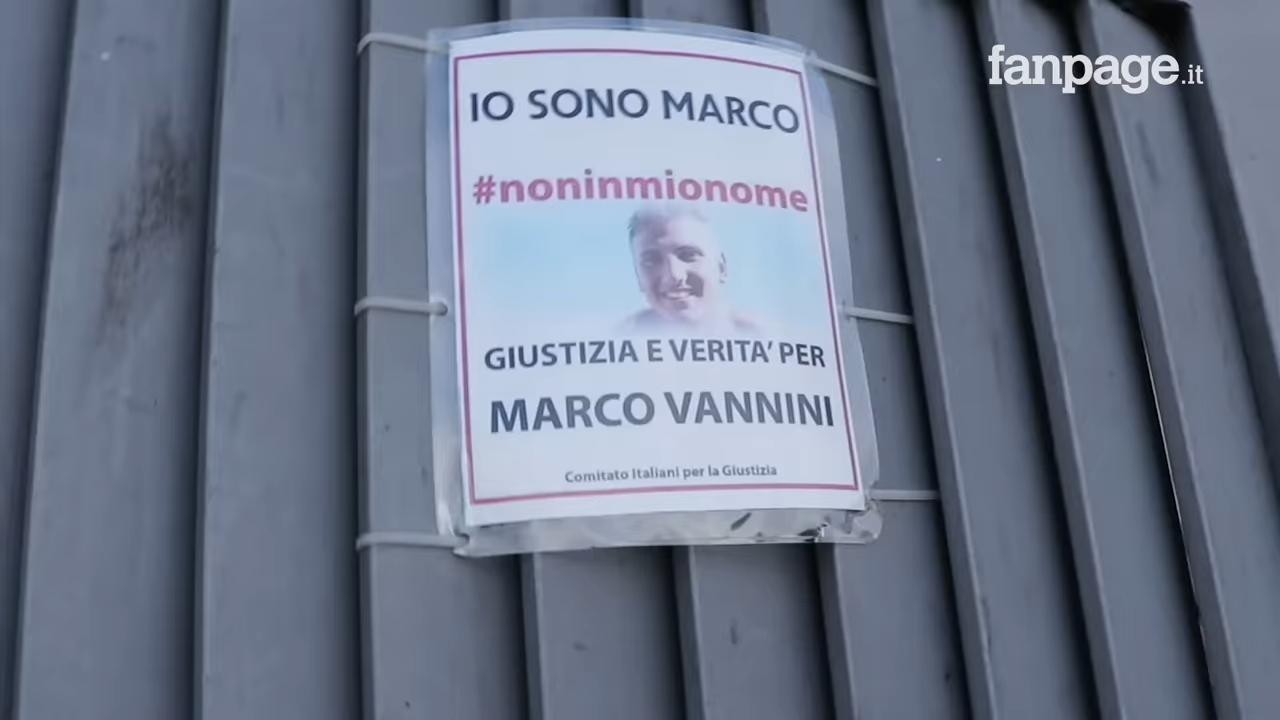 fanpage.it
IO SONO MARCO
#noninmionome
GIUSTIZIA E VERITA' PER
MARCO VANNINI
Comitato Italiani per la Giustizia